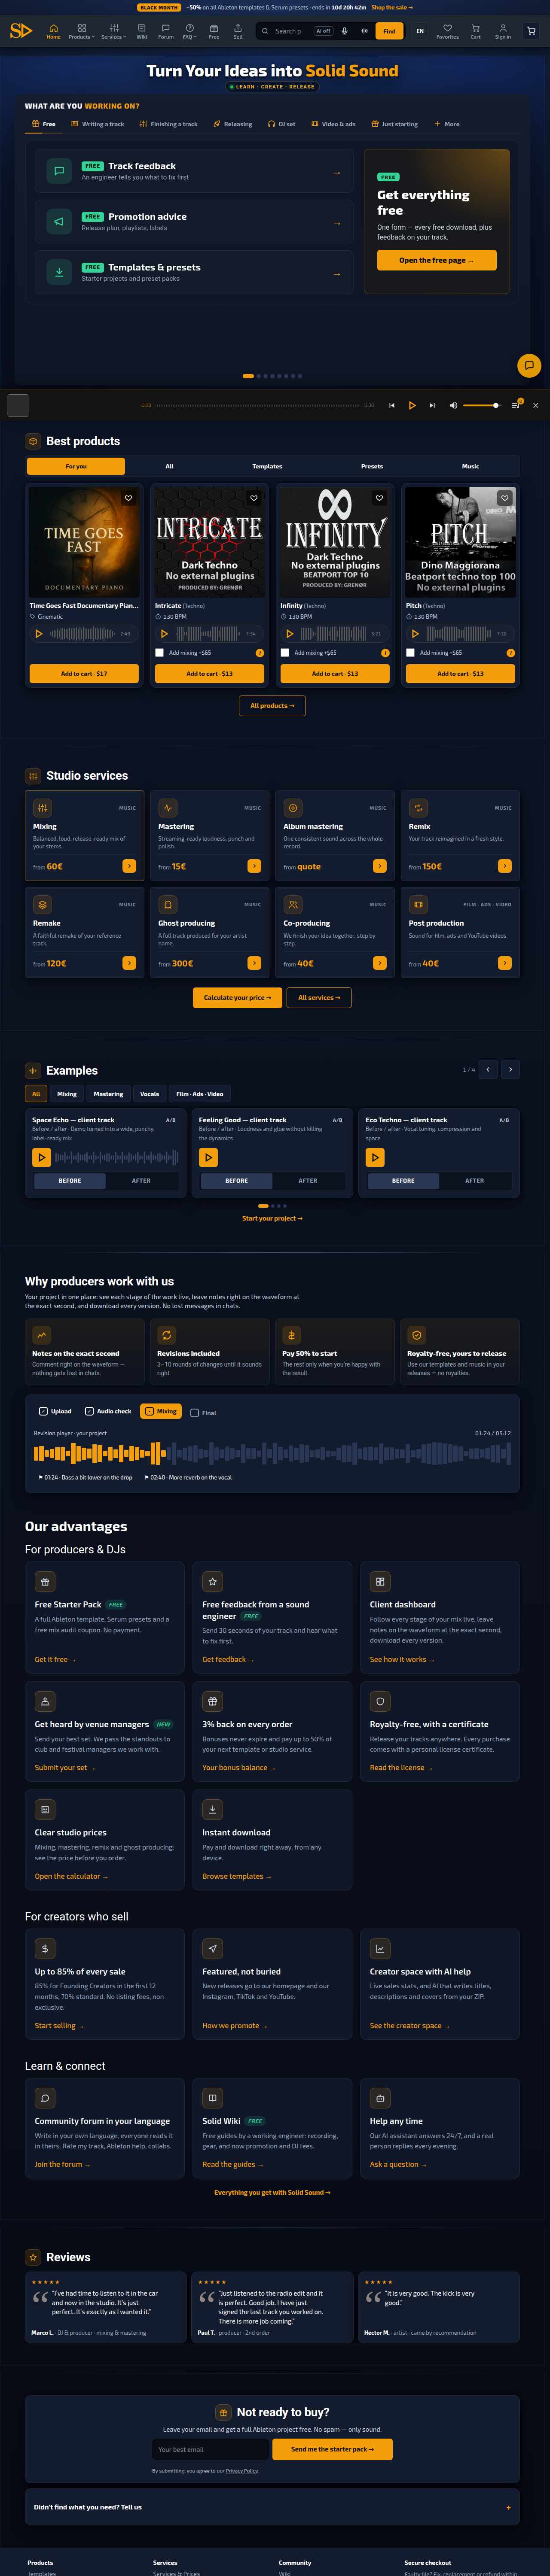 BLACK MONTH −50% on all Ableton templates & Serum presets · ends in 10d 20h 42m Shop the sale →
Home Products Services Wiki Forum FAQ Free Sell Search p AI off Find EN Favorites Cart Sign in
Turn Your Ideas into Solid Sound
LEARN · CREATE · RELEASE
WHAT ARE YOU WORKING ON?
Free Writing a track Finishing a track Releasing DJ set Video & ads Just starting More
FREE Track feedback →
An engineer tells you what to fix first
FREE Promotion advice →
Release plan, playlists, labels
FREE Templates & presets →
Starter projects and preset packs
FREE
Get everything
free
One form — every free download, plus
feedback on your track.
Open the free page →
0:00 0:00
0
Best products
For you All Templates Presets Music
TIME GOES
FAST
DOCUMENTARY PIANO
Time Goes Fast Documentary Pian...
Cinematic
2:49
Add to cart · $17
INTRICATE
Dark Techno
No external plugins
PRODUCED BY: GRENØR
Intricate (Techno)
130 BPM
7:34
Add mixing +$65
Add to cart · $13
INFINITY
Dark Techno
No external plugins
BEATPORT TOP 10
PRODUCED BY: GRENØR
Infinity (Techno)
130 BPM
5:21
Add mixing +$65
Add to cart · $13
PITCH
Pioneer
Dino Maggiorana
Beatport techno top 100
No external plugins
Pitch (Techno)
130 BPM
7:30
Add mixing +$65
Add to cart · $13
All products →
Studio services
MUSIC
Mixing
Balanced, loud, release-ready mix of
your stems.
from 60€
MUSIC
Mastering
Streaming-ready loudness, punch and
polish.
from 15€
MUSIC
Album mastering
One consistent sound across the whole
record.
from quote
MUSIC
Remix
Your track reimagined in a fresh style.
from 150€
MUSIC
Remake
A faithful remake of your reference
track.
from 120€
MUSIC
Ghost producing
A full track produced for your artist
name.
from 300€
MUSIC
Co-producing
We finish your idea together, step by
step.
from 40€
FILM · ADS · VIDEO
Post production
Sound for film, ads and YouTube videos.
from 40€
Calculate your price → All services →
Examples
1 / 4
All Mixing Mastering Vocals Film · Ads · Video
Space Echo — client track A/B
Before / after · Demo turned into a wide, punchy,
label-ready mix
BEFORE AFTER
Feeling Good — client track A/B
Before / after · Loudness and glue without killing
the dynamics
BEFORE AFTER
Eco Techno — client track A/B
Before / after · Vocal tuning, compression and
space
BEFORE AFTER
Start your project →
Why producers work with us
Your project in one place: see each stage of the work live, leave notes right on the waveform at
the exact second, and download every version. No lost messages in chats.
Notes on the exact second
Comment right on the waveform —
nothing gets lost in chats.
Revisions included
3–10 rounds of changes until it sounds
right.
Pay 50% to start
The rest only when you're happy with
the result.
Royalty-free, yours to release
Use our templates and music in your
releases — no royalties.
Upload Audio check Mixing Final
Revision player · your project 01:24 / 05:12
01:24 · Bass a bit lower on the drop 02:40 · More reverb on the vocal
Our advantages
For producers & DJs
Free Starter Pack FREE
A full Ableton template, Serum presets and a
free mix audit coupon. No payment.
Get it free →
Free feedback from a sound
engineer FREE
Send 30 seconds of your track and hear what
to fix first.
Get feedback →
Client dashboard
Follow every stage of your mix live, leave
notes on the waveform at the exact second,
download every version.
See how it works →
Get heard by venue managers NEW
Send your best set. We pass the standouts to
club and festival managers we work with.
Submit your set →
3% back on every order
Bonuses never expire and pay up to 50% of
your next template or studio service.
Your bonus balance →
Royalty-free, with a certificate
Release your tracks anywhere. Every purchase
comes with a personal license certificate.
Read the license →
Clear studio prices
Mixing, mastering, remix and ghost producing:
see the price before you order.
Open the calculator →
Instant download
Pay and download right away, from any
device.
Browse templates →
For creators who sell
Up to 85% of every sale
85% for Founding Creators in the first 12
months, 70% standard. No listing fees, non-
exclusive.
Start selling →
Featured, not buried
New releases go to our homepage and our
Instagram, TikTok and YouTube.
How we promote →
Creator space with AI help
Live sales stats, and AI that writes titles,
descriptions and covers from your ZIP.
See the creator space →
Learn & connect
Community forum in your language
Write in your own language, everyone reads it
in theirs. Rate my track, Ableton help, collabs.
Join the forum →
Solid Wiki FREE
Free guides by a working engineer: recording,
gear, and now promotion and DJ fees.
Read the guides →
Help any time
Our AI assistant answers 24/7, and a real
person replies every evening.
Ask a question →
Everything you get with Solid Sound →
Reviews
★★★★★
"I've had time to listen to it in the car
and now in the studio. It's just
perfect. It's exactly as I wanted it."
Marco L. · DJ & producer · mixing & mastering
★★★★★
"Just listened to the radio edit and it
is perfect. Good job. I have just
signed the last track you worked on.
There is more job coming."
Paul T. · producer · 2nd order
★★★★★
"It is very good. The kick is very
good."
Hector M. · artist · came by recommendation
Not ready to buy?
Leave your email and get a full Ableton project free. No spam — only sound.
Your best email Send me the starter pack →
By submitting, you agree to our Privacy Policy.
Didn't find what you need? Tell us +
Products Services Community Secure checkout
Templates Services & Prices Wiki Faulty file? Fix, replacement or refund within